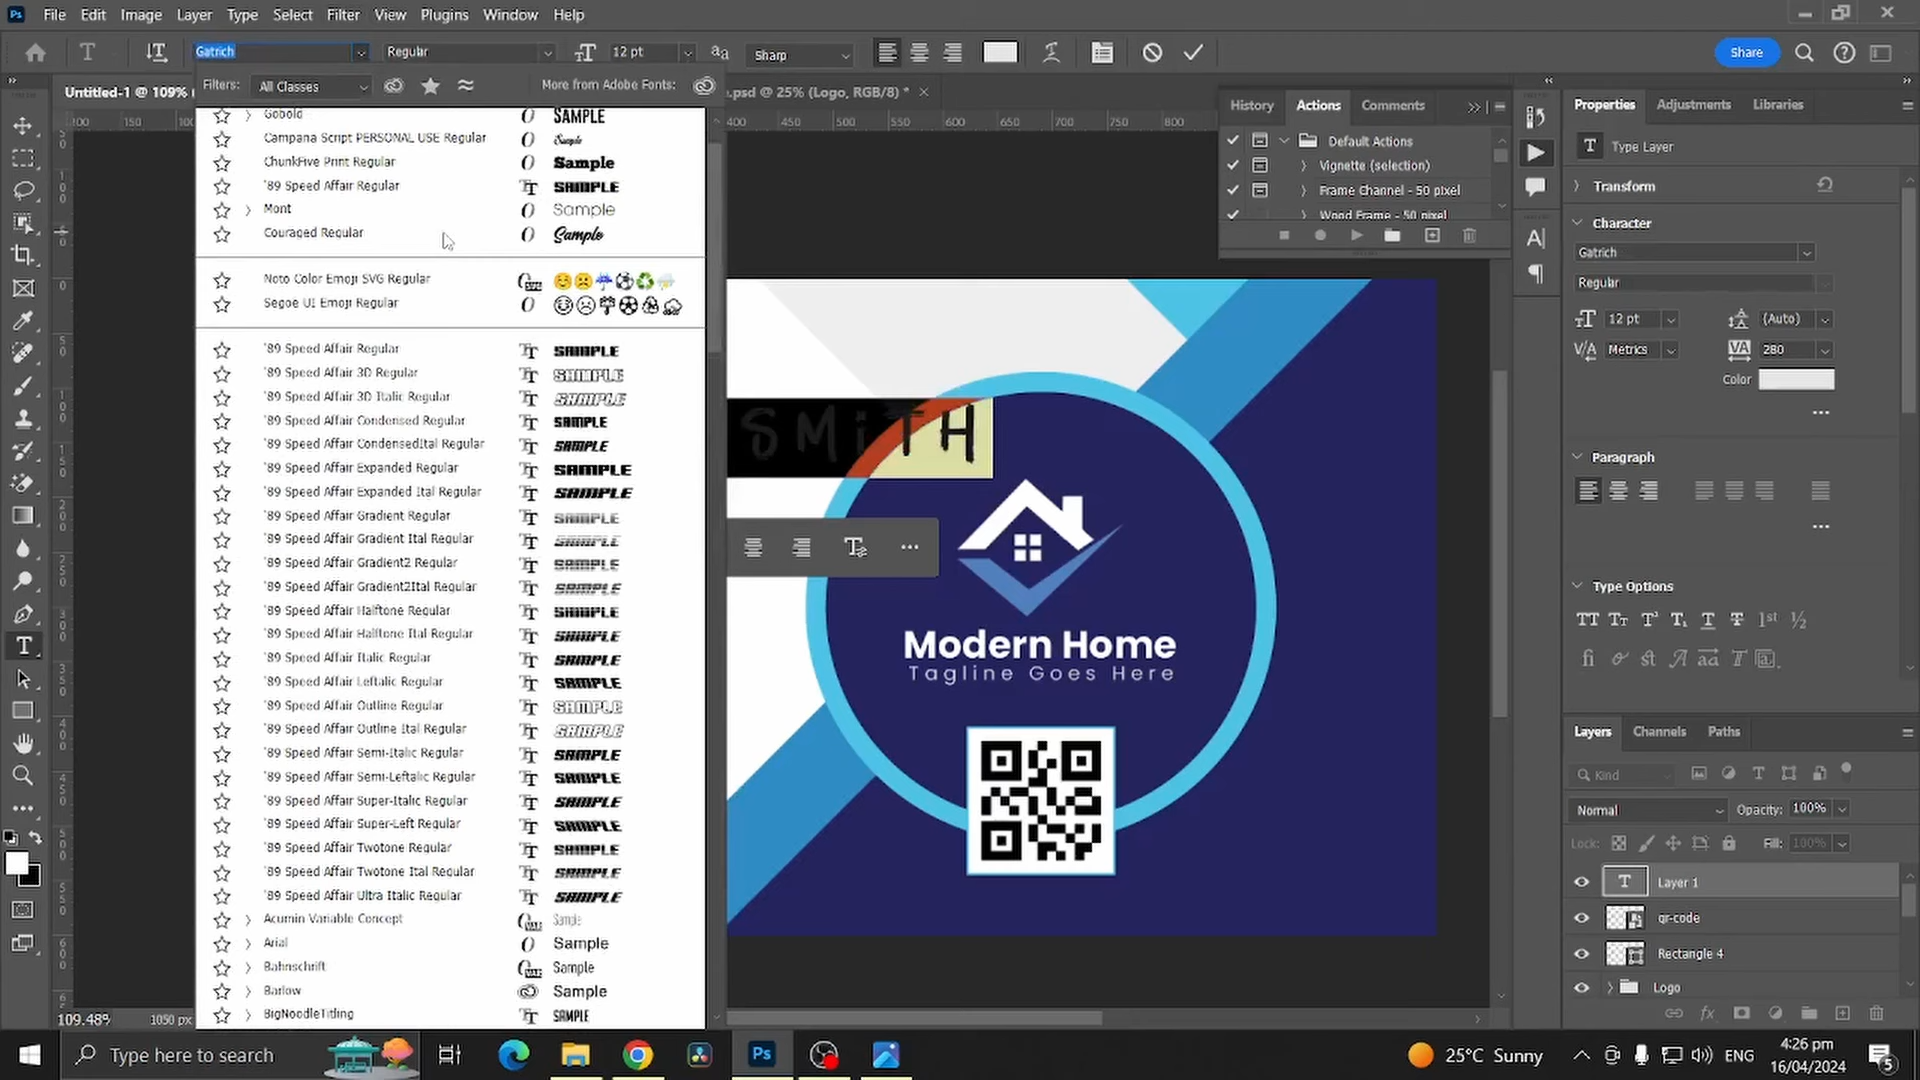 File Edit Image Layer Type Select Filter View Plugins Window Help
Gatrich Regular 12 pt Sharp Share
Filters: All Classes More from Adobe Fonts:
Untitled-1 @ 109% .psd @ 25% (Logo, RGB/8) *
Gobold SAMPLE
Campana Script PERSONAL USE Regular Sample
ChunkFive Print Regular Sample
'89 Speed Affair Regular SAMPLE
Mont Sample
Couraged Regular Sample
Noto Color Emoji SVG Regular
Segoe UI Emoji Regular
'89 Speed Affair Regular SAMPLE
'89 Speed Affair 3D Regular SAMPLE
'89 Speed Affair 3D Italic Regular SAMPLE
'89 Speed Affair Condensed Regular SAMPLE
'89 Speed Affair CondensedItal Regular SAMPLE
'89 Speed Affair Expanded Regular SAMPLE
'89 Speed Affair Expanded Ital Regular SAMPLE
'89 Speed Affair Gradient Regular SAMPLE
'89 Speed Affair Gradient Ital Regular SAMPLE
'89 Speed Affair Gradient2 Regular SAMPLE
'89 Speed Affair Gradient2Ital Regular SAMPLE
'89 Speed Affair Halftone Regular SAMPLE
'89 Speed Affair Halftone Ital Regular SAMPLE
'89 Speed Affair Italic Regular SAMPLE
'89 Speed Affair Leftalic Regular SAMPLE
'89 Speed Affair Outline Regular SAMPLE
'89 Speed Affair Outline Ital Regular SAMPLE
'89 Speed Affair Semi-Italic Regular SAMPLE
'89 Speed Affair Semi-Leftalic Regular SAMPLE
'89 Speed Affair Super-Italic Regular SAMPLE
'89 Speed Affair Super-Left Regular SAMPLE
'89 Speed Affair Twotone Regular SAMPLE
'89 Speed Affair Twotone Ital Regular SAMPLE
'89 Speed Affair Ultra Italic Regular SAMPLE
Acumin Variable Concept Sample
Arial Sample
Bahnschrift Sample
Barlow Sample
BigNoodleTitling SAMPLE
400 450 500 550 600 650 700 750 800
SMiTH
Modern Home
Tagline Goes Here
History Actions Comments
Default Actions
Vignette (selection)
Frame Channel - 50 pixel
Wood Frame - 50 pixel
Properties Adjustments Libraries
Type Layer
Transform
Character
Gatrich
Regular
12 pt (Auto)
Metrics 280
Color
Paragraph
Type Options
Layers Channels Paths
Kind
Normal Opacity: 100%
Lock: Fill: 100%
Layer 1
qr-code
Rectangle 4
Logo
109.48% 1050 px
Type here to search
25°C Sunny ENG
4:26 pm
16/04/2024
5